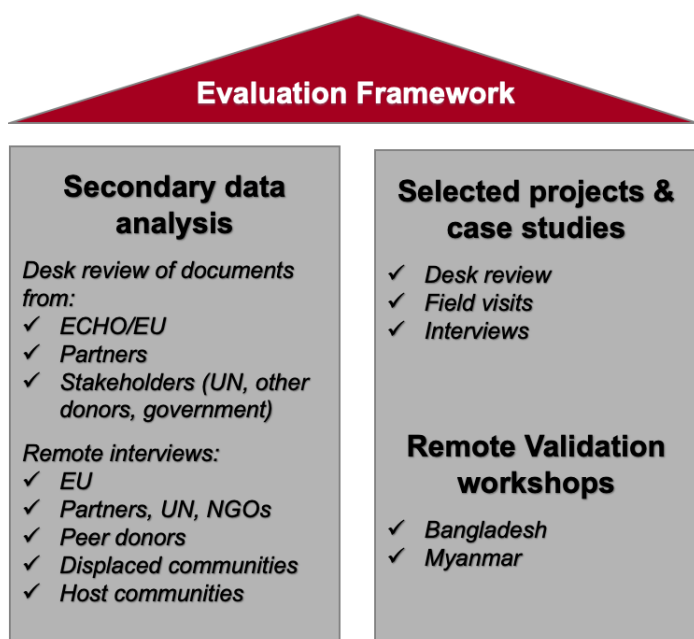 Evaluation Framework
Secondary data
analysis
Desk review of documents
from:
✓ ECHO/EU
✓ Partners
✓ Stakeholders (UN, other
donors, government)
Remote interviews:
✓ EU
✓ Partners, UN, NGOs
✓ Peer donors
✓ Displaced communities
✓ Host communities
Selected projects &
case studies
✓ Desk review
✓ Field visits
✓ Interviews
Remote Validation
workshops
✓ Bangladesh
✓ Myanmar